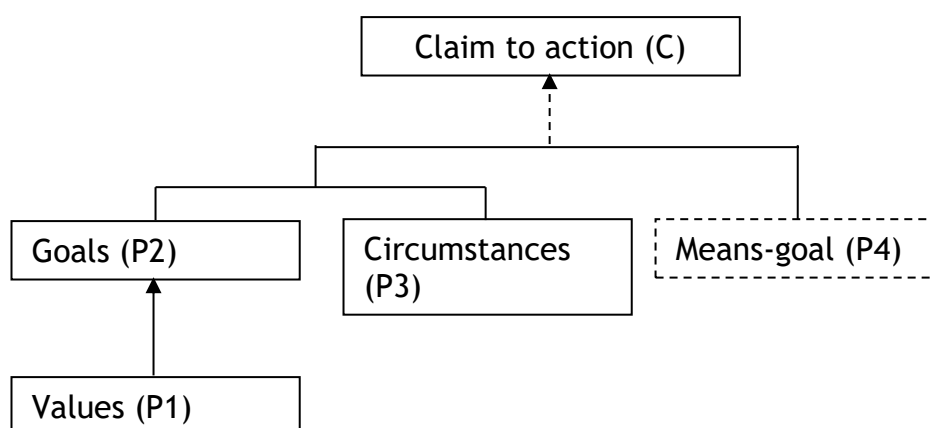 Claim to action (C)
Goals (P2)
Circumstances
(P3)
Means-goal (P4)
Values (P1)